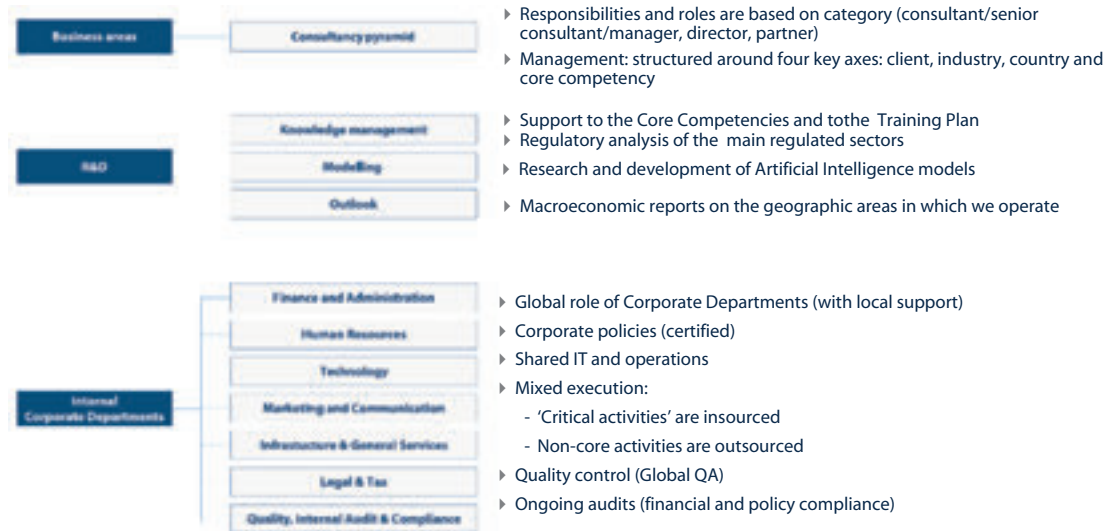 Business areas
Consultancy pyramid
Responsibilities and roles are based on category (consultant/senior
consultant/manager, director, partner)
Management: structured around four key axes: client, industry, country and
core competency
R&D
Knowledge management
Modelling
Outlook
Support to the Core Competencies and tothe Training Plan
Regulatory analysis of the main regulated sectors
Research and development of Artificial Intelligence models
Macroeconomic reports on the geographic areas in which we operate
Internal
Corporate Departments
Finance and Administration
Human Resources
Technology
Marketing and Communication
Infrastucture & General Services
Legal & Tax
Quality, Internal Audit & Compliance
Global role of Corporate Departments (with local support)
Corporate policies (certified)
Shared IT and operations
Mixed execution:
- ‘Critical activities’ are insourced
- Non-core activities are outsourced
Quality control (Global QA)
Ongoing audits (financial and policy compliance)